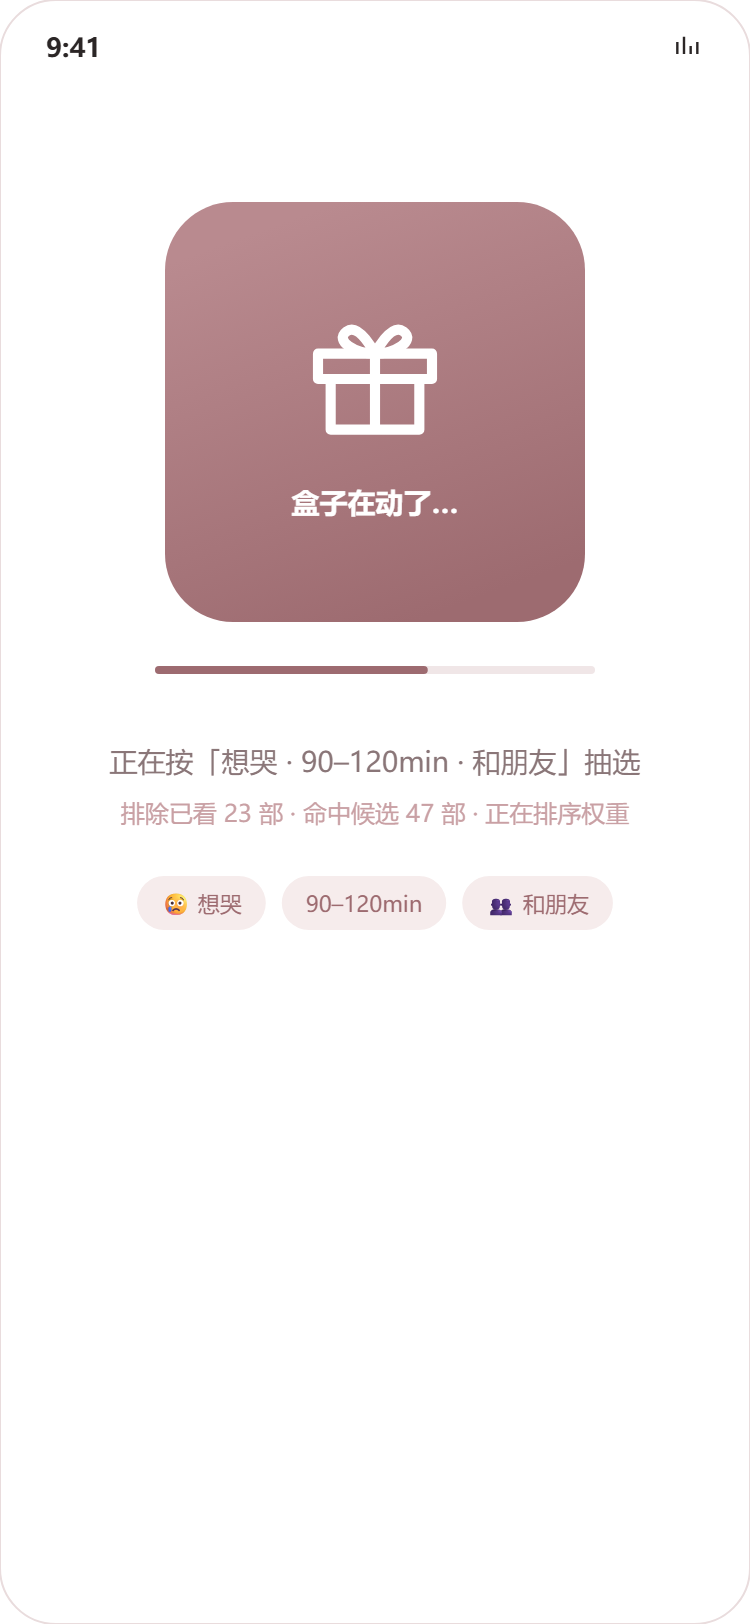 9:41
盒子在动了...
正在按「想哭 · 90–120min · 和朋友」抽选
排除已看 23 部 · 命中候选 47 部 · 正在排序权重
😢 想哭
90–120min
👥 和朋友